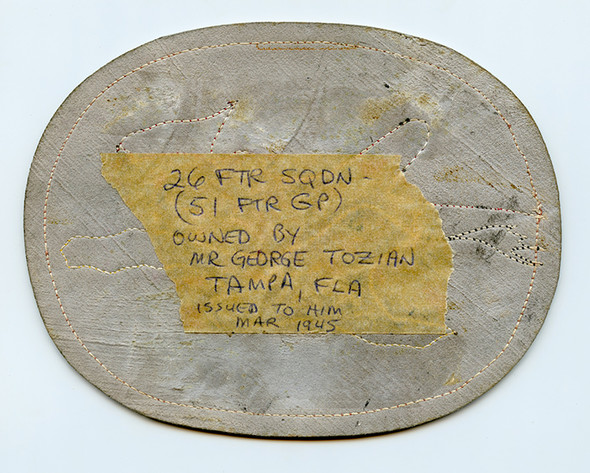 26 FTR SQDN-
(51 FTR GP)
OWNED BY
MR GEORGE TOZIAN
TAMPA, FLA
ISSUED TO HIM
MAR 1945